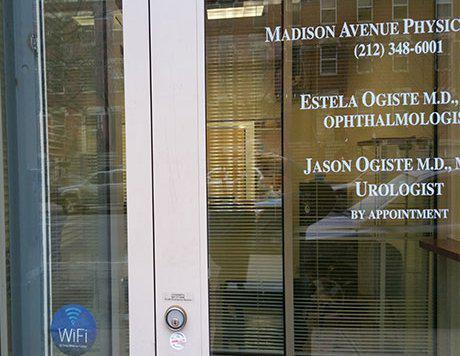 MADISON AVENUE PHYSIC
(212) 348-6001
ESTELA OGISTE M.D.,
OPHTHALMOLOGIS
JASON OGISTE M.D., M
UROLOGIST
BY APPOINTMENT
WiFi